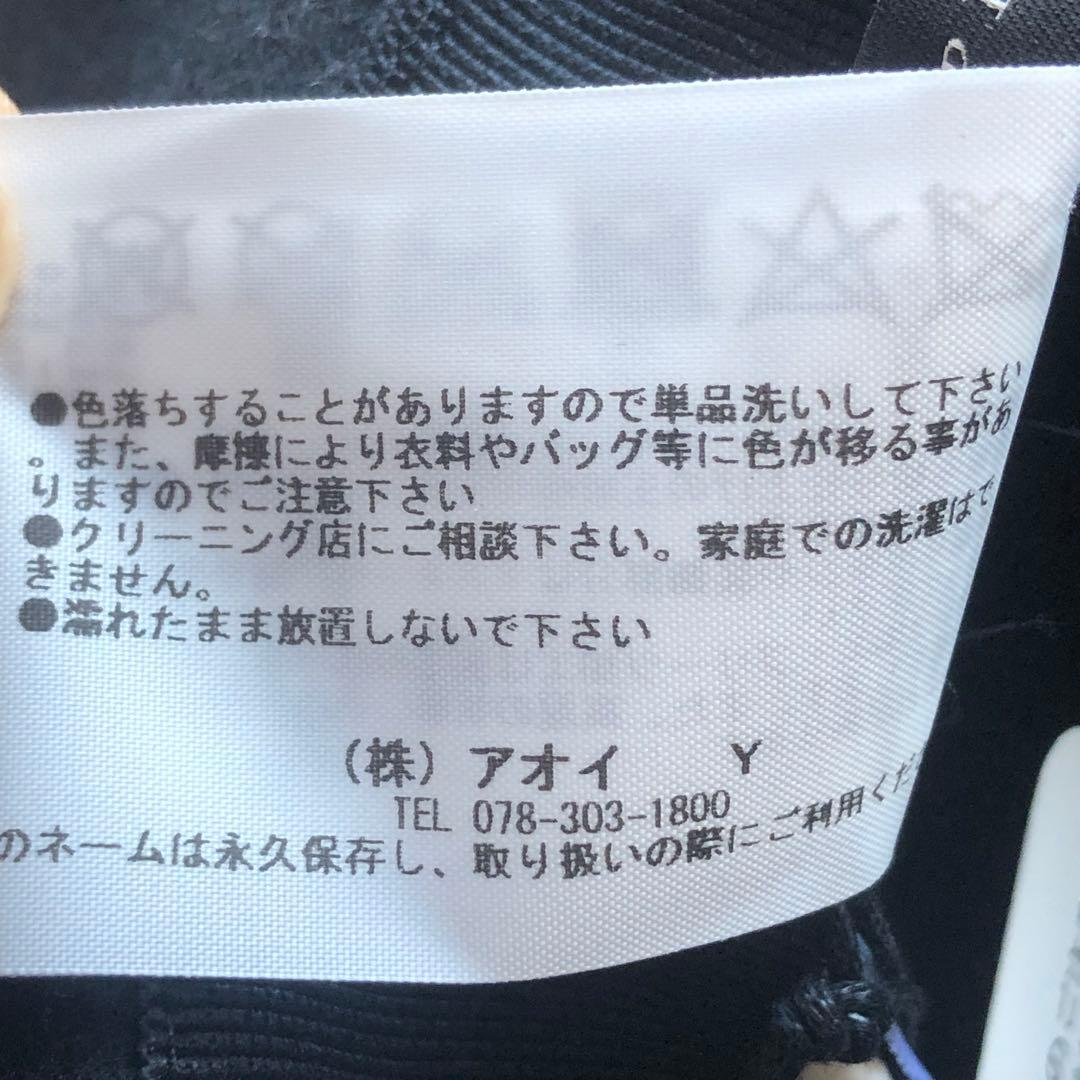 ●色落ちすることがありますので単品洗いして下さい
。また、摩擦により衣料やバッグ等に色が移る事があ
りますのでご注意下さい
●クリーニング店にご相談下さい。家庭での洗濯はで
きません。
●濡れたまま放置しないで下さい
(株)アオイ Y
TEL 078-303-1800
のネームは永久保存し、取り扱いの際にご利用くだ